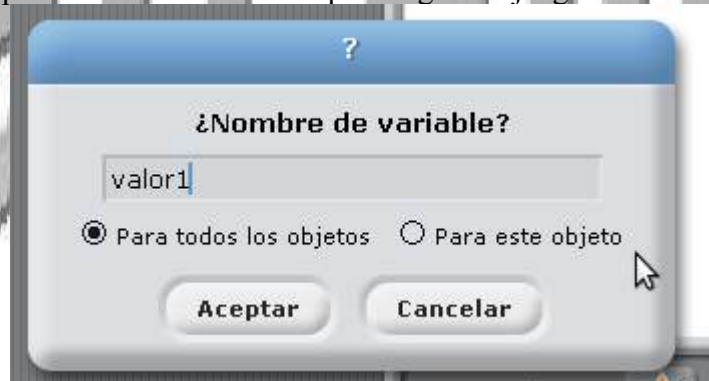 ?
¿Nombre de variable?
valor1
Para todos los objetos Para este objeto
Aceptar Cancelar